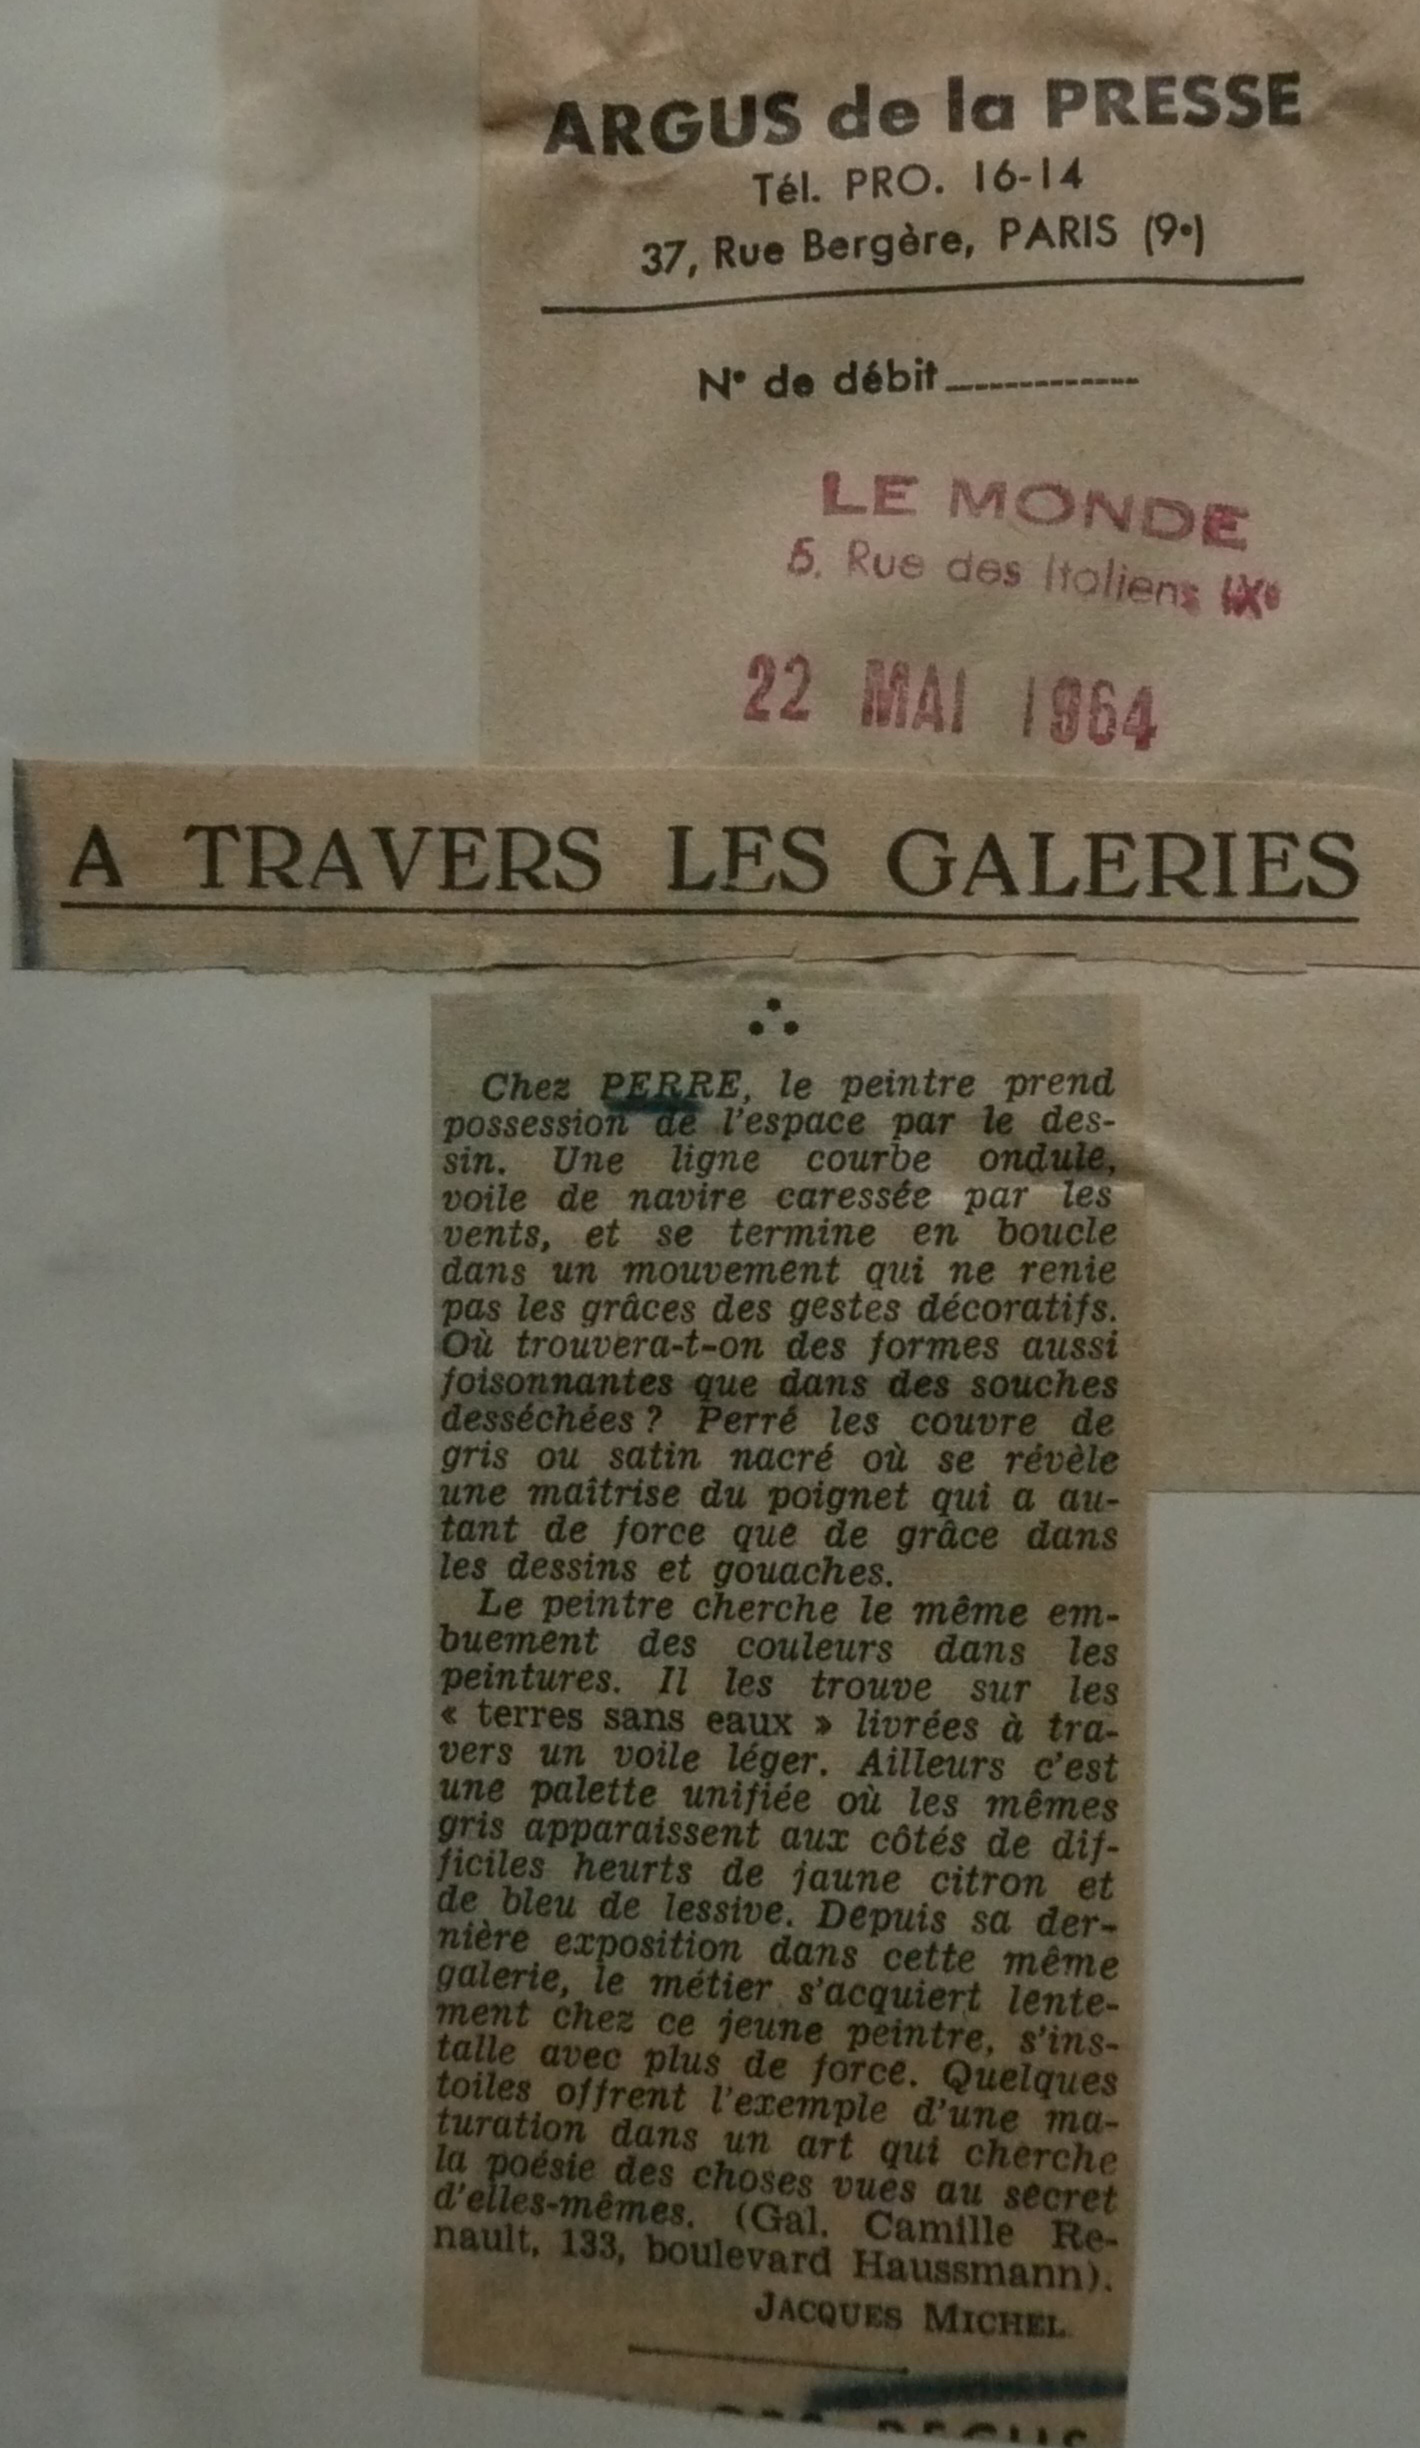 ARGUS de la PRESSE
Tél. PRO. 16-14
37, Rue Bergère, PARIS (9e)
N° de débit
LE MONDE
5, Rue des Italiens IXe
22 MAI 1964
A TRAVERS LES GALERIES
Chez PERRE, le peintre prend
possession de l'espace par le des-
sin. Une ligne courbe ondule,
voile de navire caressée par les
vents, et se termine en boucle
dans un mouvement qui ne renie
pas les grâces des gestes décoratifs.
Où trouvera-t-on des formes aussi
foisonnantes que dans des souches
desséchées ? Perré les couvre de
gris ou satin nacré où se révèle
une maîtrise du poignet qui a au-
tant de force que de grâce dans
les dessins et gouaches.
Le peintre cherche le même em-
buement des couleurs dans les
peintures. Il les trouve sur les
« terres sans eaux » livrées à tra-
vers un voile léger. Ailleurs c'est
une palette unifiée où les mêmes
gris apparaissent aux côtés de dif-
ficiles heurts de jaune citron et
de bleu de lessive. Depuis sa der-
nière exposition dans cette même
galerie, le métier s'acquiert lente-
ment chez ce jeune peintre, s'ins-
talle avec plus de force. Quelques
toiles offrent l'exemple d'une ma-
turation dans un art qui cherche
la poésie des choses vues au secret
d'elles-mêmes. (Gal. Camille Re-
nault, 133, boulevard Haussmann).
JACQUES MICHEL